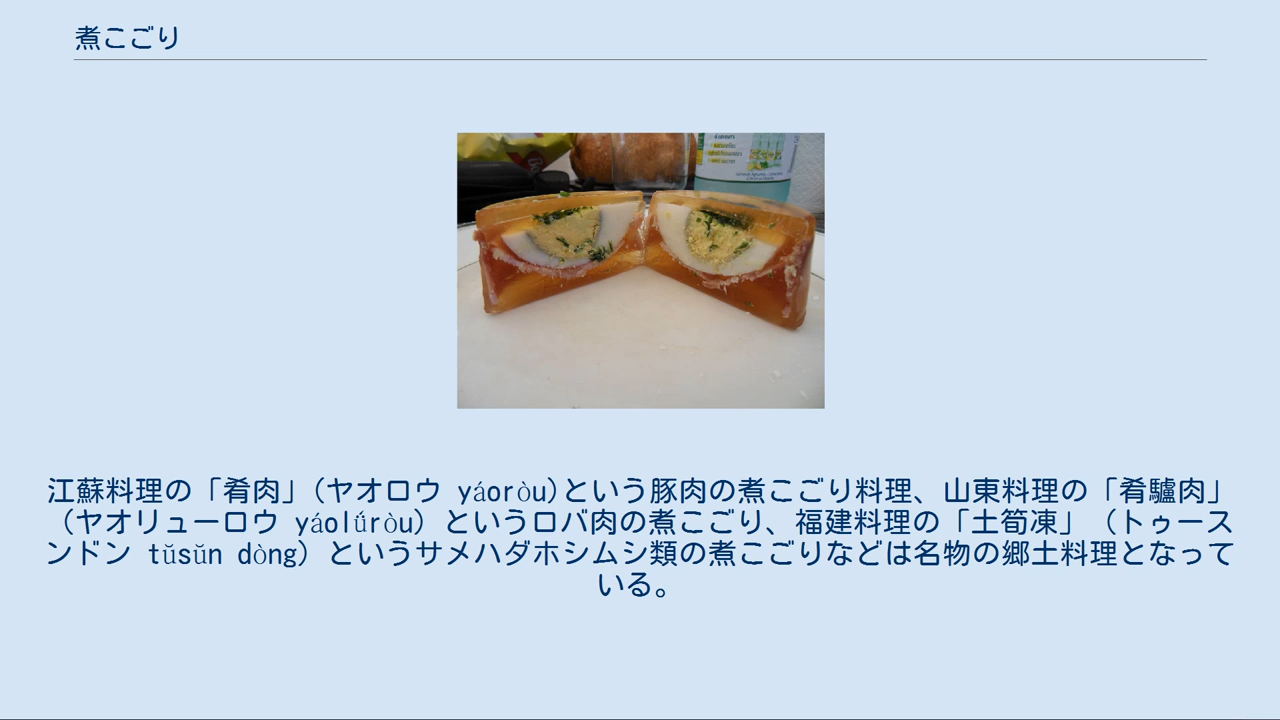 煮こごり
江蘇料理の「肴肉」(ヤオロウ yáoròu)という豚肉の煮こごり料理、山東料理の「肴驢肉」
（ヤオリューロウ yáolǘròu）というロバ肉の煮こごり、福建料理の「土筍凍」（トゥース
ンドン tǔsǔn dòng）というサメハダホシムシ類の煮こごりなどは名物の郷土料理となって
いる。